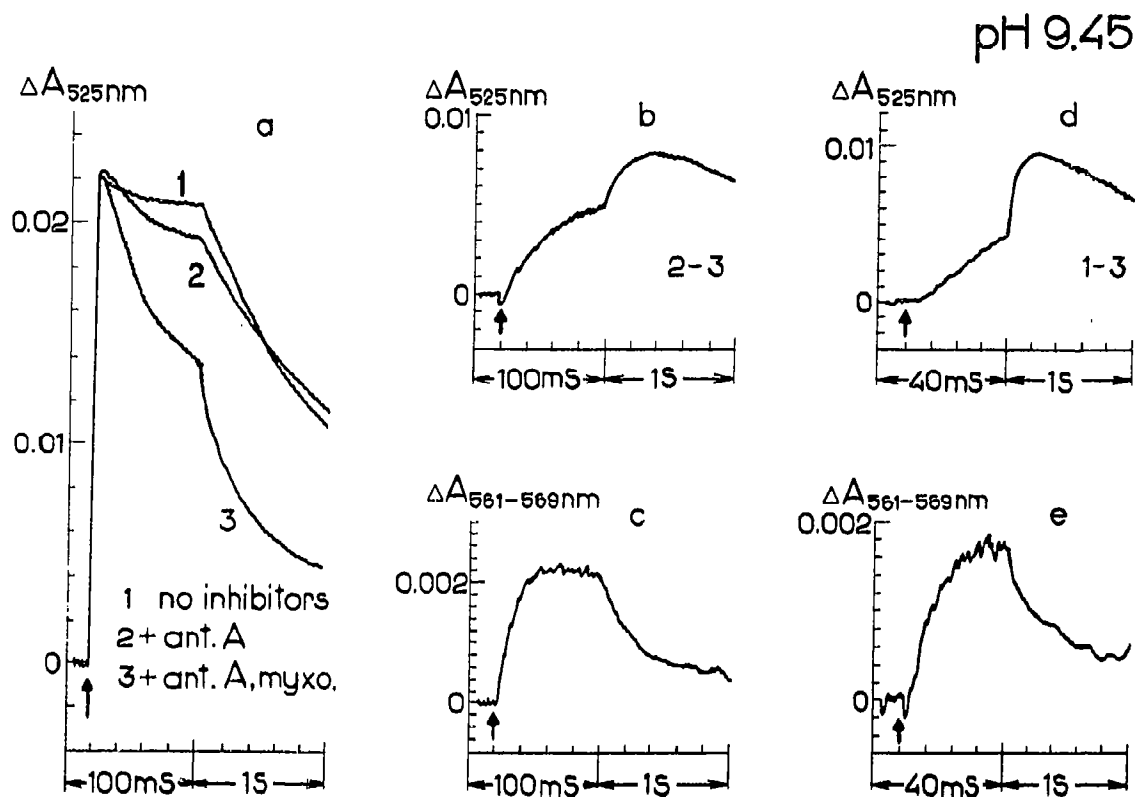 pH 9.45
ΔA525nm
a
0.02
0.01
0
1
2
3
1 no inhibitors
2+ ant. A
3+ ant. A, myxo.
100ms
1s
ΔA525nm
b
0.01
0
2-3
100ms
1s
ΔA525nm
d
0.01
0
1-3
40ms
1s
ΔA561-569nm
c
0.002
0
100ms
1s
ΔA561-569nm
e
0.002
0
40ms
1s